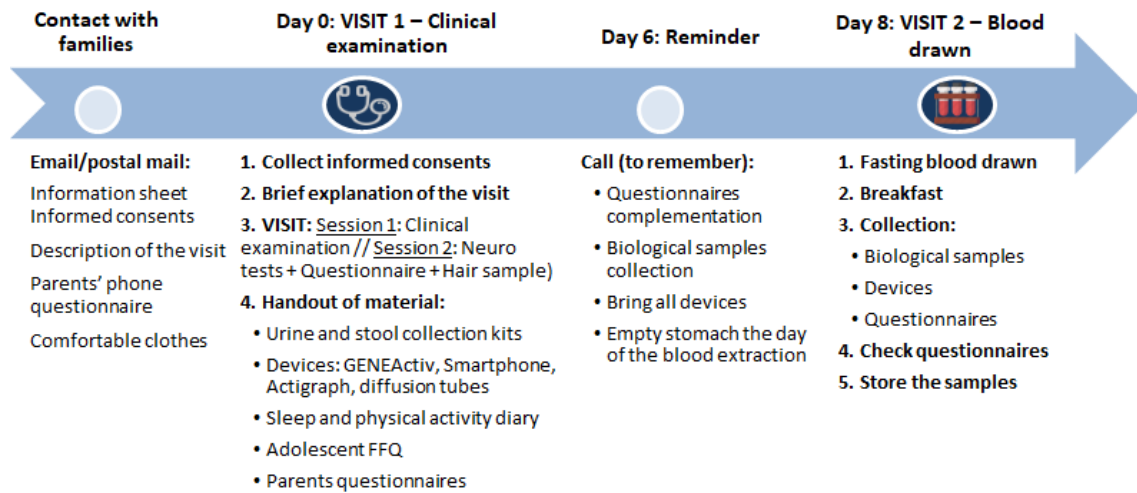 Contact with
families
Email/postal mail:
Information sheet
Informed consents
Description of the visit
Parents’ phone
questionnaire
Comfortable clothes
Day 0: VISIT 1 – Clinical
examination
1. Collect informed consents
2. Brief explanation of the visit
3. VISIT: Session 1: Clinical
examination // Session 2: Neuro
tests + Questionnaire + Hair sample)
4. Handout of material:
• Urine and stool collection kits
• Devices: GENEActiv, Smartphone,
Actigraph, diffusion tubes
• Sleep and physical activity diary
• Adolescent FFQ
• Parents questionnaires
Day 6: Reminder
Call (to remember):
• Questionnaires
complementation
• Biological samples
collection
• Bring all devices
• Empty stomach the day
of the blood extraction
Day 8: VISIT 2 – Blood
drawn
1. Fasting blood drawn
2. Breakfast
3. Collection:
• Biological samples
• Devices
• Questionnaires
4. Check questionnaires
5. Store the samples